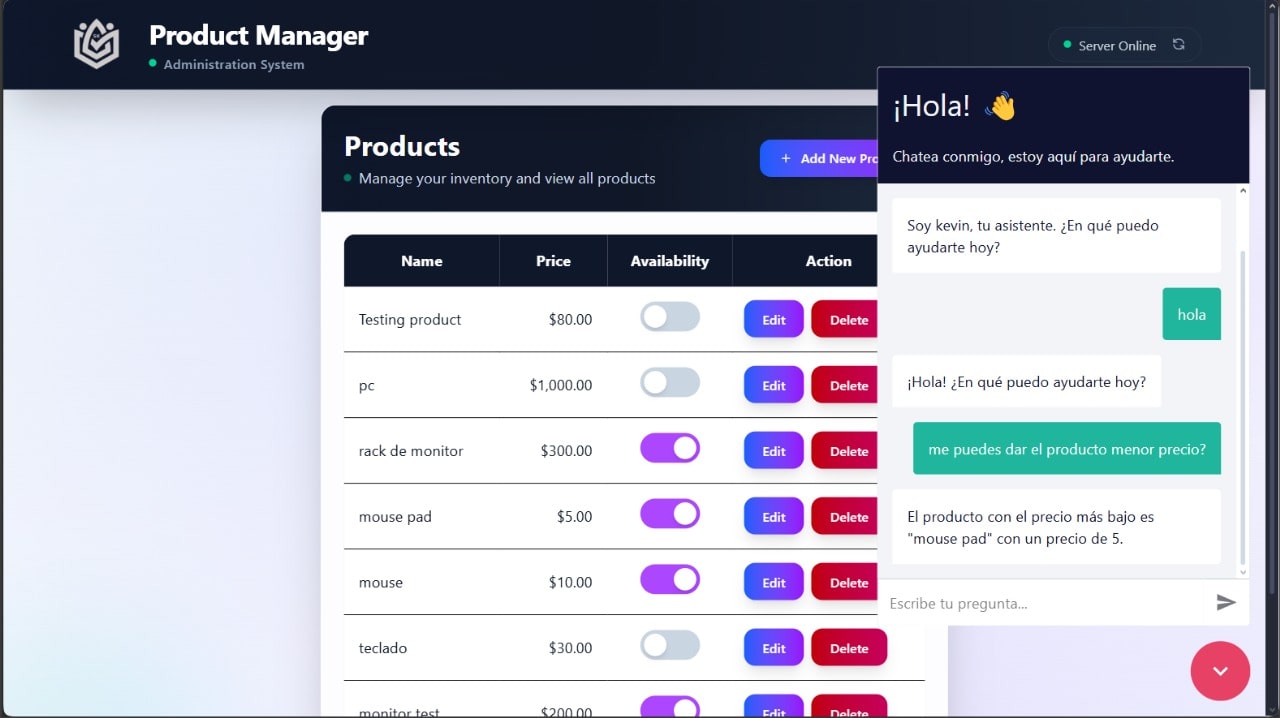 Product Manager
Administration System
Server Online
Products
Manage your inventory and view all products
+ Add New Pro
Name Price Availability Action
Testing product $80.00 Edit Delete
pc $1,000.00 Edit Delete
rack de monitor $300.00 Edit Delete
mouse pad $5.00 Edit Delete
mouse $10.00 Edit Delete
teclado $30.00 Edit Delete
monitor test $200.00 Edit Delete
¡Hola! 👋
Chatea conmigo, estoy aquí para ayudarte.
Soy kevin, tu asistente. ¿En qué puedo
ayudarte hoy?
hola
¡Hola! ¿En qué puedo ayudarte hoy?
me puedes dar el producto menor precio?
El producto con el precio más bajo es
"mouse pad" con un precio de 5.
Escribe tu pregunta...